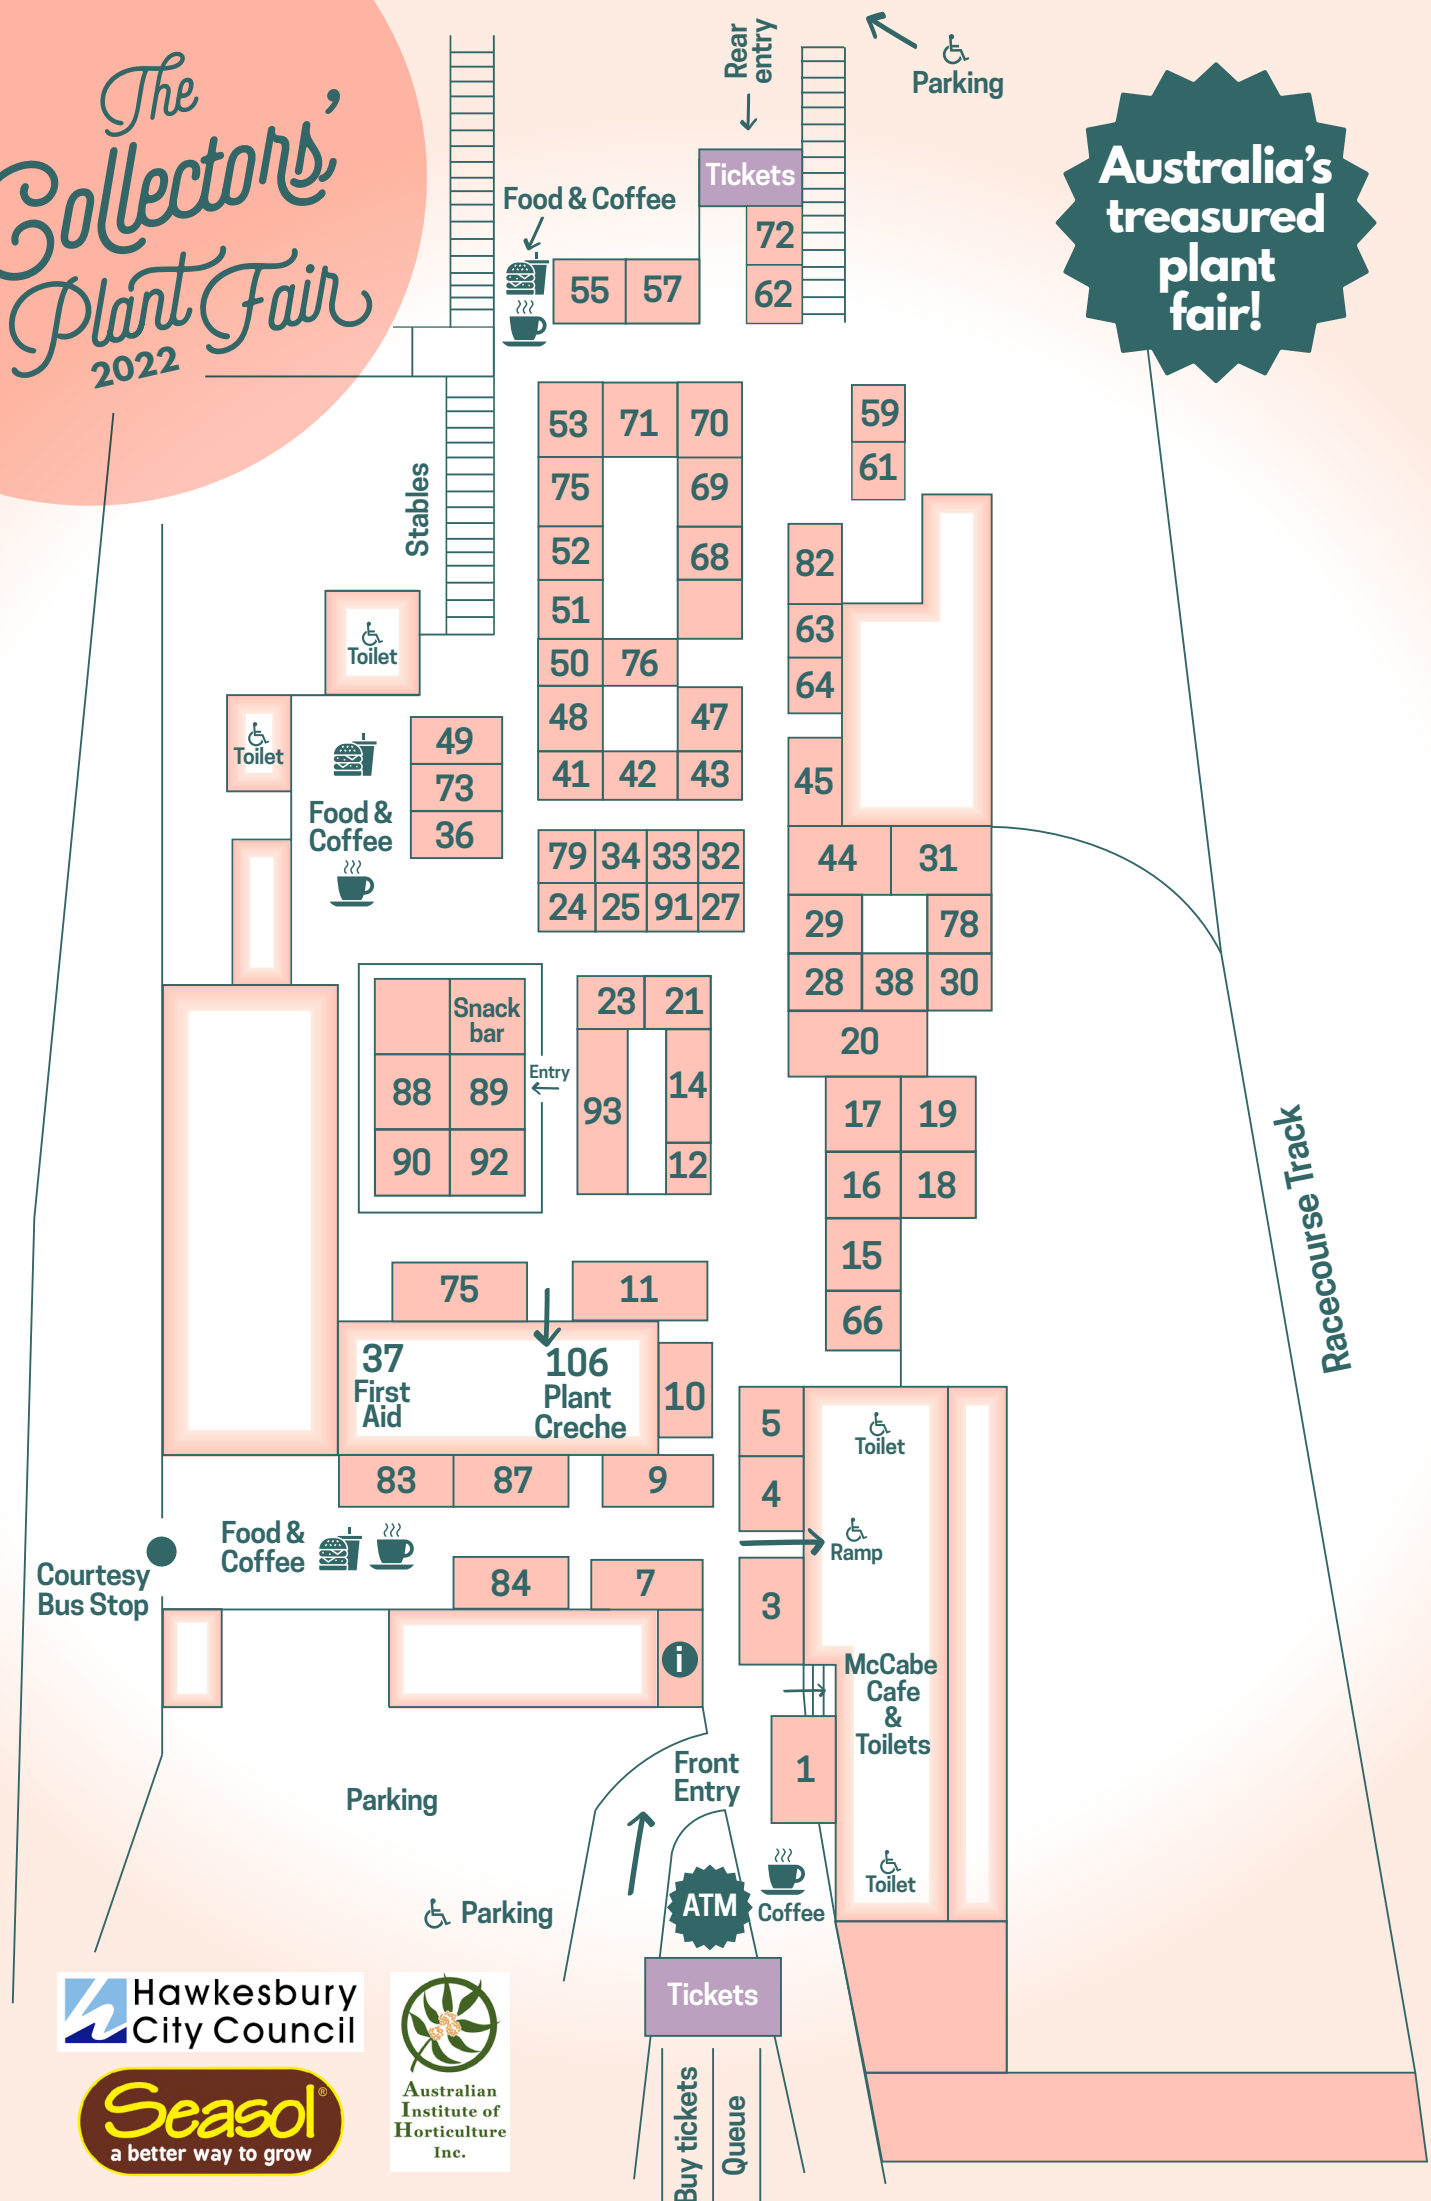 The
Collectors’
Plant Fair
2022
Rear
entry
Parking
Tickets
Food & Coffee
72
62
55
57
Australia’s
treasured
plant
fair!
53
71
70
59
61
75
69
52
68
51
50
76
48
47
41
42
43
Stables
82
63
64
45
Toilet
Toilet
49
73
36
Food &
Coffee
79
34
33
32
24
25
91
27
44
31
29
78
28
38
30
20
Snack
bar
88
89
90
92
Entry
23
21
93
14
12
17
19
16
18
15
66
Racecourse Track
75
11
37
First
Aid
106
Plant
Creche
10
83
87
9
5
4
3
Toilet
Ramp
Food &
Coffee
Courtesy
Bus Stop
84
7
i
McCabe
Cafe
&
Toilets
1
Front
Entry
Parking
Parking
ATM
Coffee
Toilet
Tickets
Buy tickets
Queue
Hawkesbury
City Council
Seasol®
a better way to grow
Australian
Institute of
Horticulture
Inc.